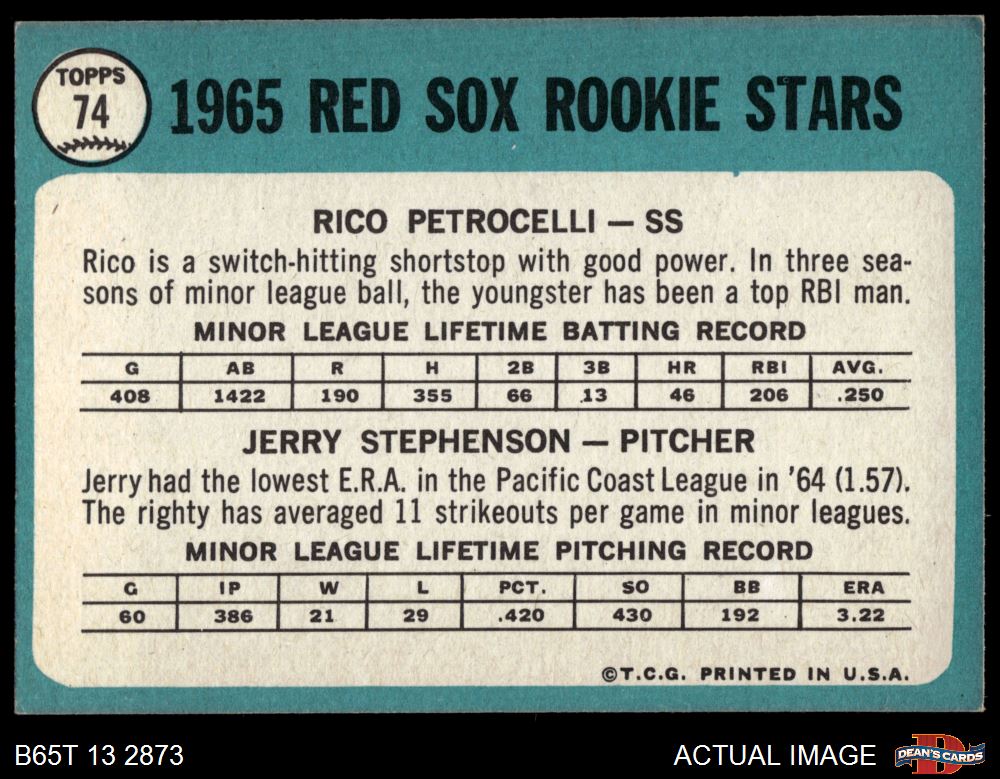 TOPPS
74
1965 RED SOX ROOKIE STARS
RICO PETROCELLI — SS
Rico is a switch-hitting shortstop with good power. In three sea-
sons of minor league ball, the youngster has been a top RBI man.
MINOR LEAGUE LIFETIME BATTING RECORD
G AB R H 2B 3B HR RBI AVG.
408 1422 190 355 66 13 46 206 .250
JERRY STEPHENSON — PITCHER
Jerry had the lowest E.R.A. in the Pacific Coast League in '64 (1.57).
The righty has averaged 11 strikeouts per game in minor leagues.
MINOR LEAGUE LIFETIME PITCHING RECORD
G IP W L PCT. SO BB ERA
60 386 21 29 .420 430 192 3.22
©T.C.G. PRINTED IN U.S.A.
B65T 13 2873
ACTUAL IMAGE
DEAN'S CARDS